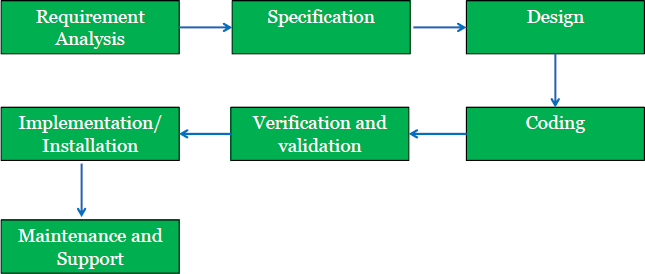 Requirement
Analysis
Specification
Design
Implementation/
Installation
Verification and
validation
Coding
Maintenance and
Support